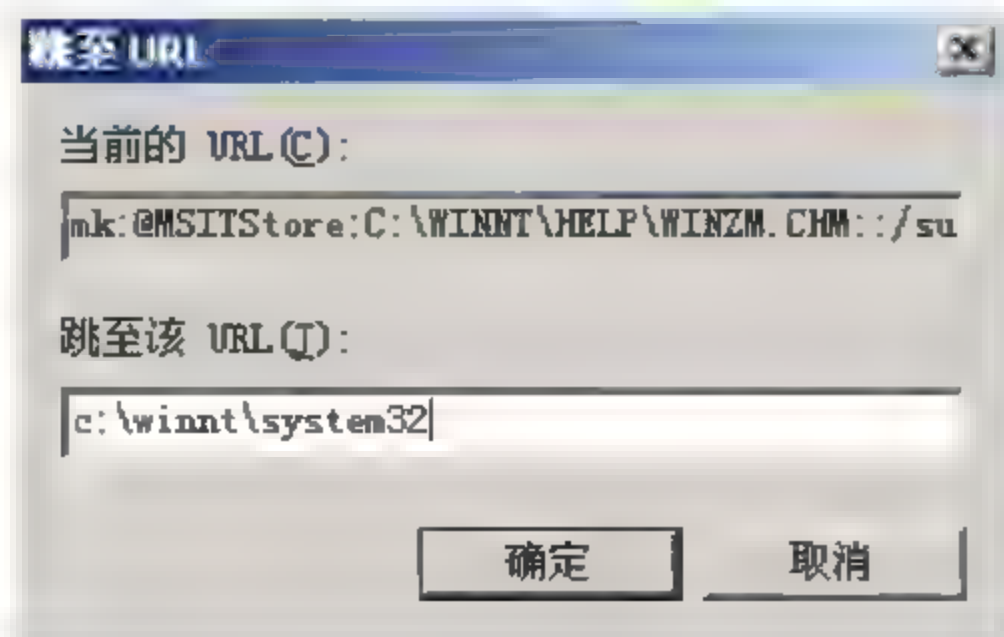 跳至 URL
当前的 URL(C):
mk:@MSITStore:C:\WINNT\HELP\WINZM.CHM::/su
跳至该 URL(T):
c:\winnt\system32
确定
取消